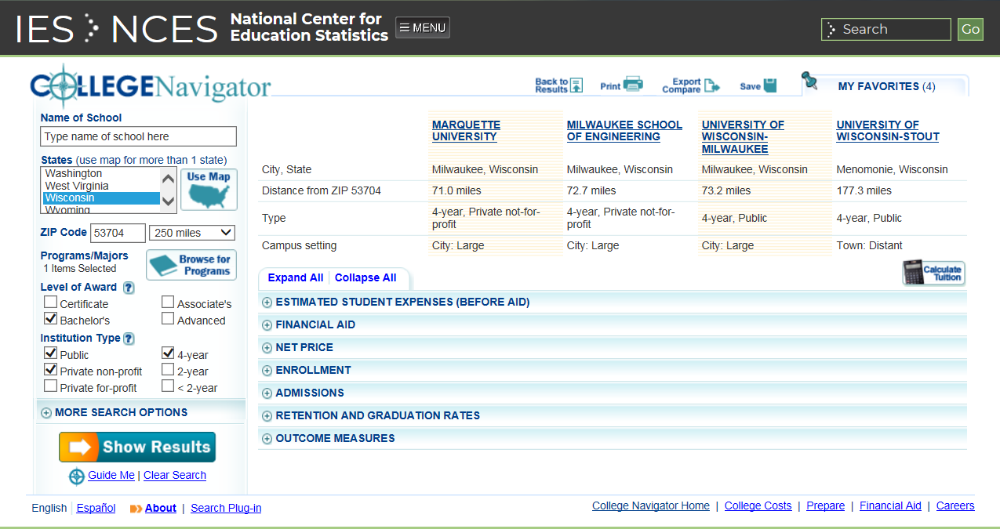 IES NCES National Center for Education Statistics MENU Search Go
COLLEGENavigator
Back to Results Print Export Compare Save MY FAVORITES (4)
Name of School
Type name of school here
States (use map for more than 1 state)
Washington
West Virginia
Wisconsin
Wyoming
Use Map
ZIP Code 53704 250 miles
Programs/Majors
1 Items Selected
Browse for Programs
Level of Award ?
Certificate Associate's
Bachelor's Advanced
Institution Type ?
Public 4-year
Private non-profit 2-year
Private for-profit < 2-year
MORE SEARCH OPTIONS
Show Results
Guide Me | Clear Search
MARQUETTE UNIVERSITY MILWAUKEE SCHOOL OF ENGINEERING UNIVERSITY OF WISCONSIN-MILWAUKEE UNIVERSITY OF WISCONSIN-STOUT
City, State Milwaukee, Wisconsin Milwaukee, Wisconsin Milwaukee, Wisconsin Menomonie, Wisconsin
Distance from ZIP 53704 71.0 miles 72.7 miles 73.2 miles 177.3 miles
Type 4-year, Private not-for-profit 4-year, Private not-for-profit 4-year, Public 4-year, Public
Campus setting City: Large City: Large City: Large Town: Distant
Expand All Collapse All Calculate Tuition
ESTIMATED STUDENT EXPENSES (BEFORE AID)
FINANCIAL AID
NET PRICE
ENROLLMENT
ADMISSIONS
RETENTION AND GRADUATION RATES
OUTCOME MEASURES
English Español About | Search Plug-in College Navigator Home | College Costs | Prepare | Financial Aid | Careers